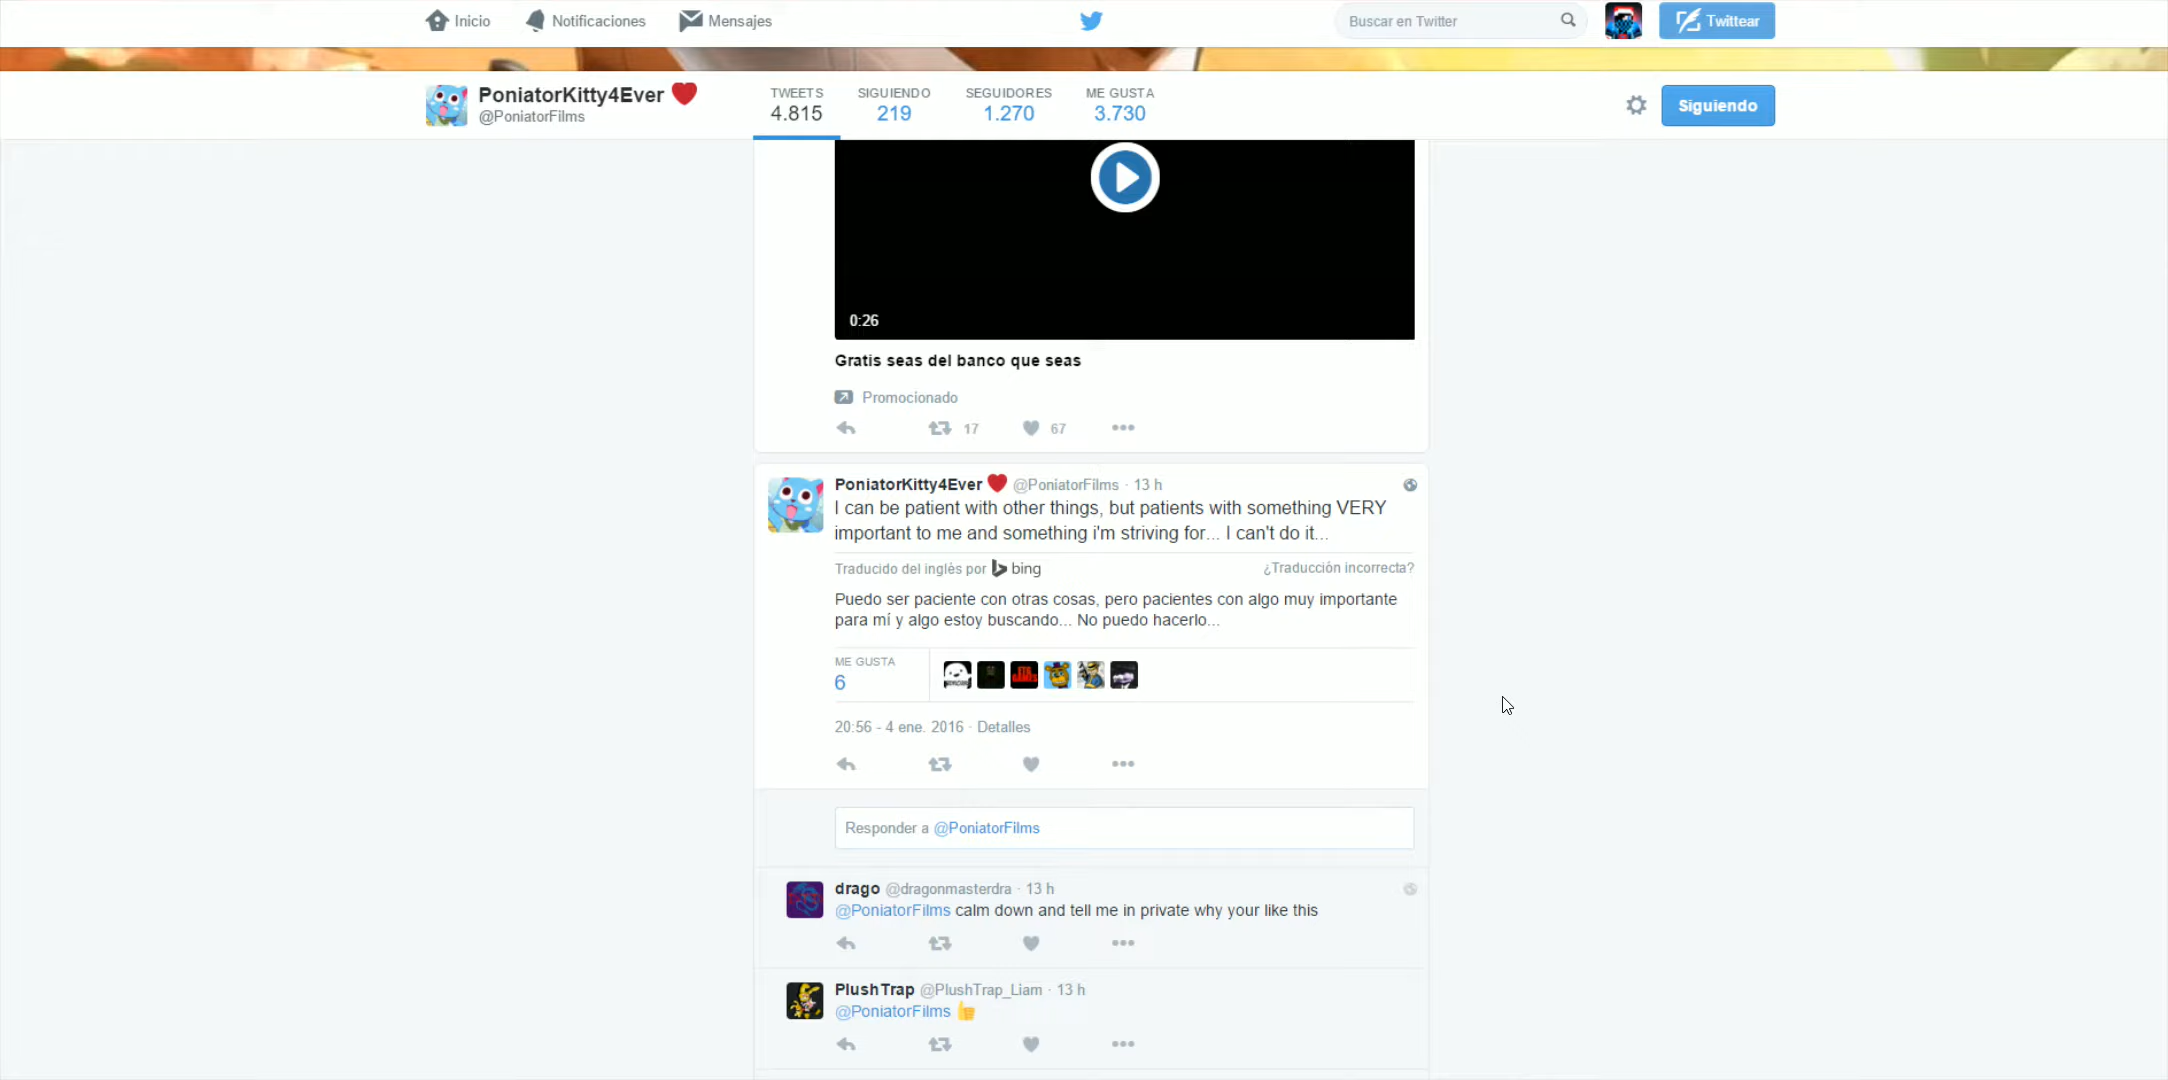 Inicio Notificaciones Mensajes Buscar en Twitter Twittear
PoniatorKitty4Ever
@PoniatorFilms
TWEETS SIGUIENDO SEGUIDORES ME GUSTA
4.815 219 1.270 3.730
Siguiendo
0:26
Gratis seas del banco que seas
Promocionado
17 67
PoniatorKitty4Ever @PoniatorFilms · 13 h
I can be patient with other things, but patients with something VERY
important to me and something i'm striving for... I can't do it...
Traducido del inglés por bing ¿Traducción incorrecta?
Puedo ser paciente con otras cosas, pero pacientes con algo muy importante
para mí y algo estoy buscando... No puedo hacerlo...
ME GUSTA
6
20:56 - 4 ene. 2016 · Detalles
Responder a @PoniatorFilms
drago @dragonmasterdra · 13 h
@PoniatorFilms calm down and tell me in private why your like this
PlushTrap @PlushTrap_Liam · 13 h
@PoniatorFilms 👍